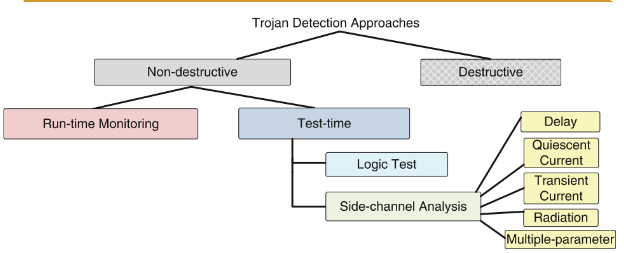 Trojan Detection Approaches
Non-destructive
Destructive
Run-time Monitoring
Test-time
Delay
Quiescent
Current
Logic Test
Transient
Current
Side-channel Analysis
Radiation
Multiple-parameter